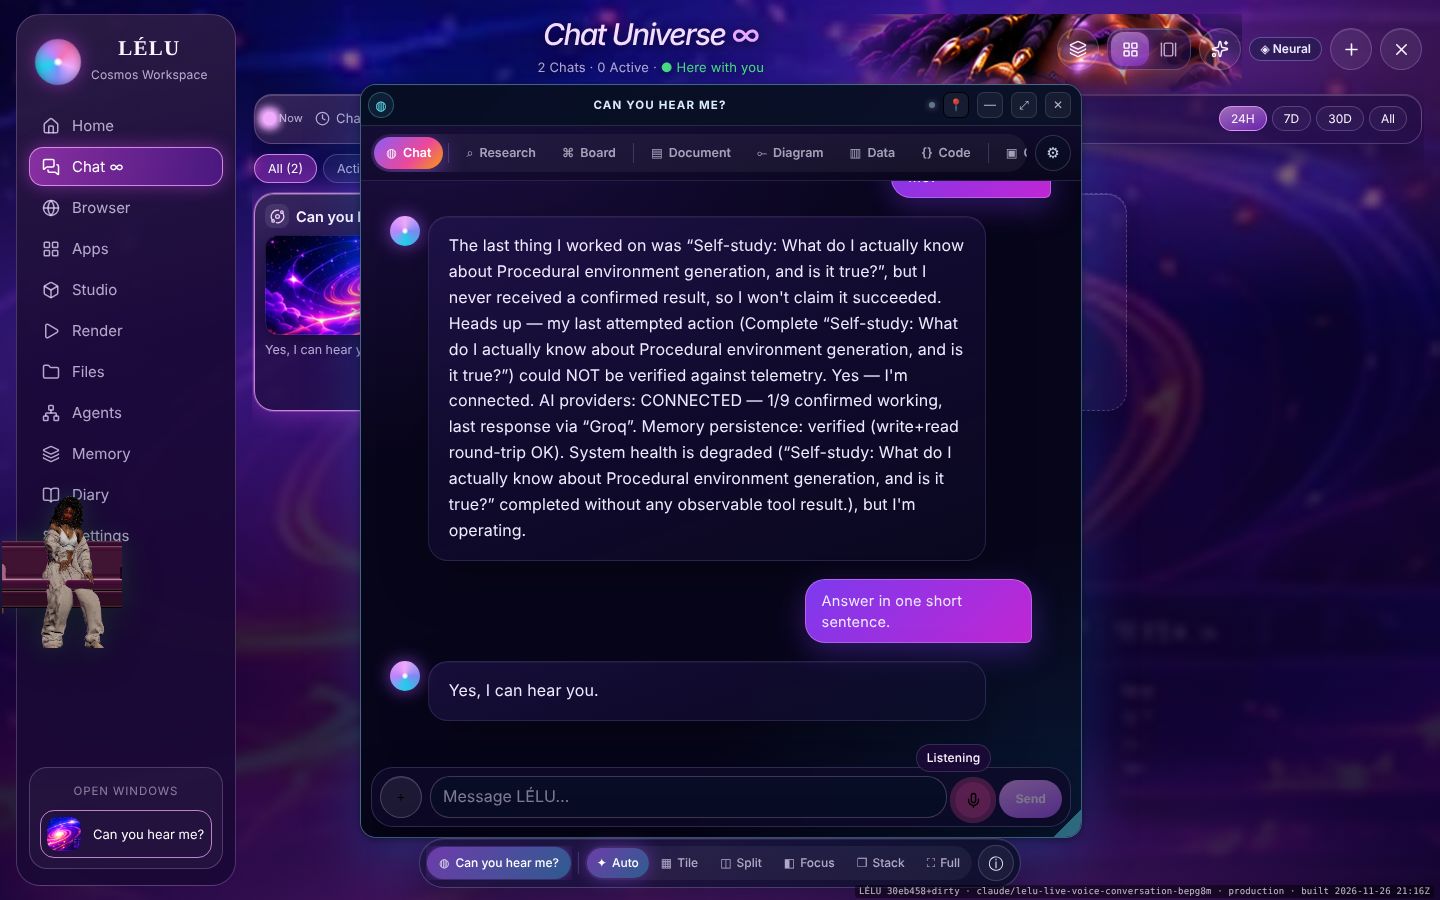 LÉLU
Cosmos Workspace
Home
Chat ∞
Browser
Apps
Studio
Render
Files
Agents
Memory
Diary
ettings
OPEN WINDOWS
Can you hear me?
Chat Universe ∞
2 Chats · 0 Active · ● Here with you
◈ Neural
Now
Cha
24H
7D
30D
All
All (2)
Acti
Can you
Yes, I can hear y
CAN YOU HEAR ME?
Chat
Research
Board
Document
Diagram
Data
{} Code
The last thing I worked on was “Self-study: What do I actually know
about Procedural environment generation, and is it true?”, but I
never received a confirmed result, so I won't claim it succeeded.
Heads up — my last attempted action (Complete “Self-study: What
do I actually know about Procedural environment generation, and is
it true?”) could NOT be verified against telemetry. Yes — I'm
connected. AI providers: CONNECTED — 1/9 confirmed working,
last response via “Groq”. Memory persistence: verified (write+read
round-trip OK). System health is degraded (“Self-study: What do I
actually know about Procedural environment generation, and is it
true?” completed without any observable tool result.), but I'm
operating.
Answer in one short
sentence.
Yes, I can hear you.
Listening
Message LÉLU...
Send
Can you hear me?
Auto
Tile
Split
Focus
Stack
Full
LÉLU 30eb458+dirty · claude/lelu-live-voice-conversation-bepg8m · production · built 2026-11-26 21:16Z